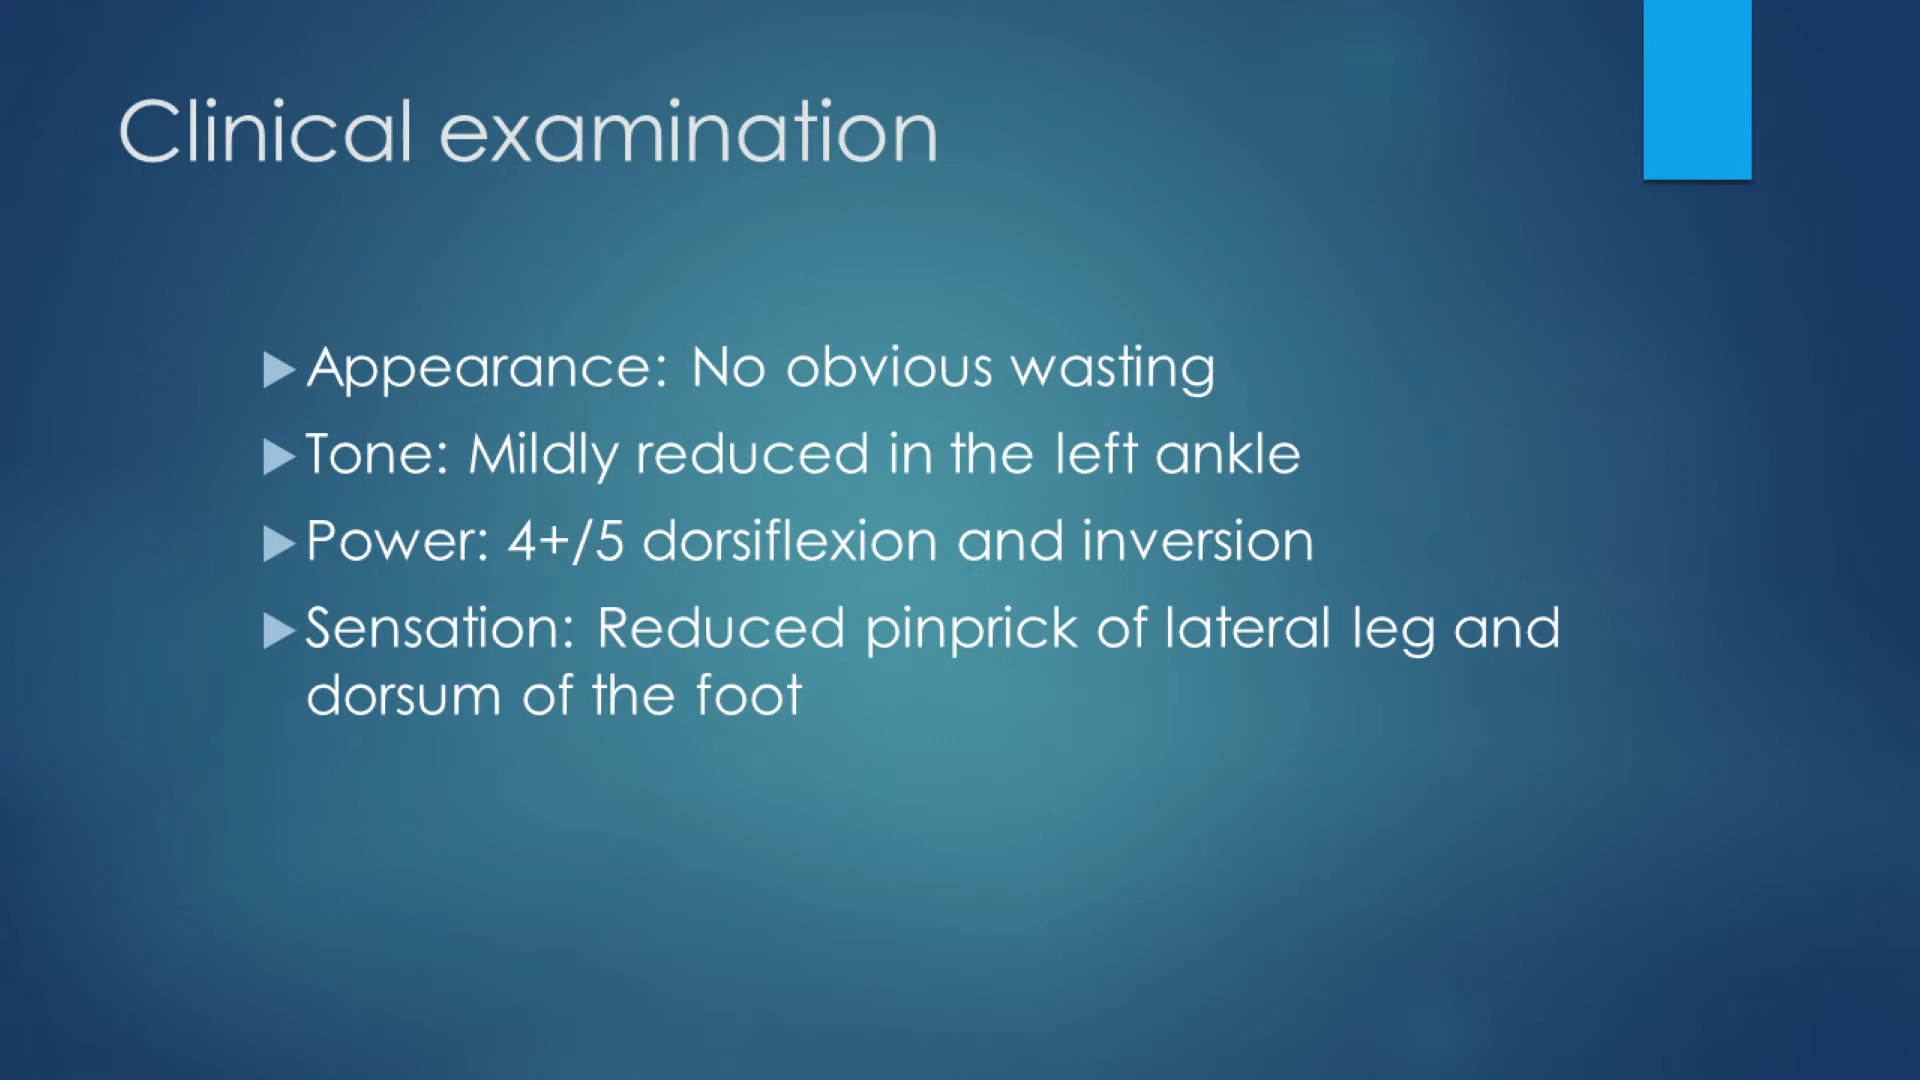 Clinical examination
Appearance: No obvious wasting
Tone: Mildly reduced in the left ankle
Power: 4+/5 dorsiflexion and inversion
Sensation: Reduced pinprick of lateral leg and
dorsum of the foot